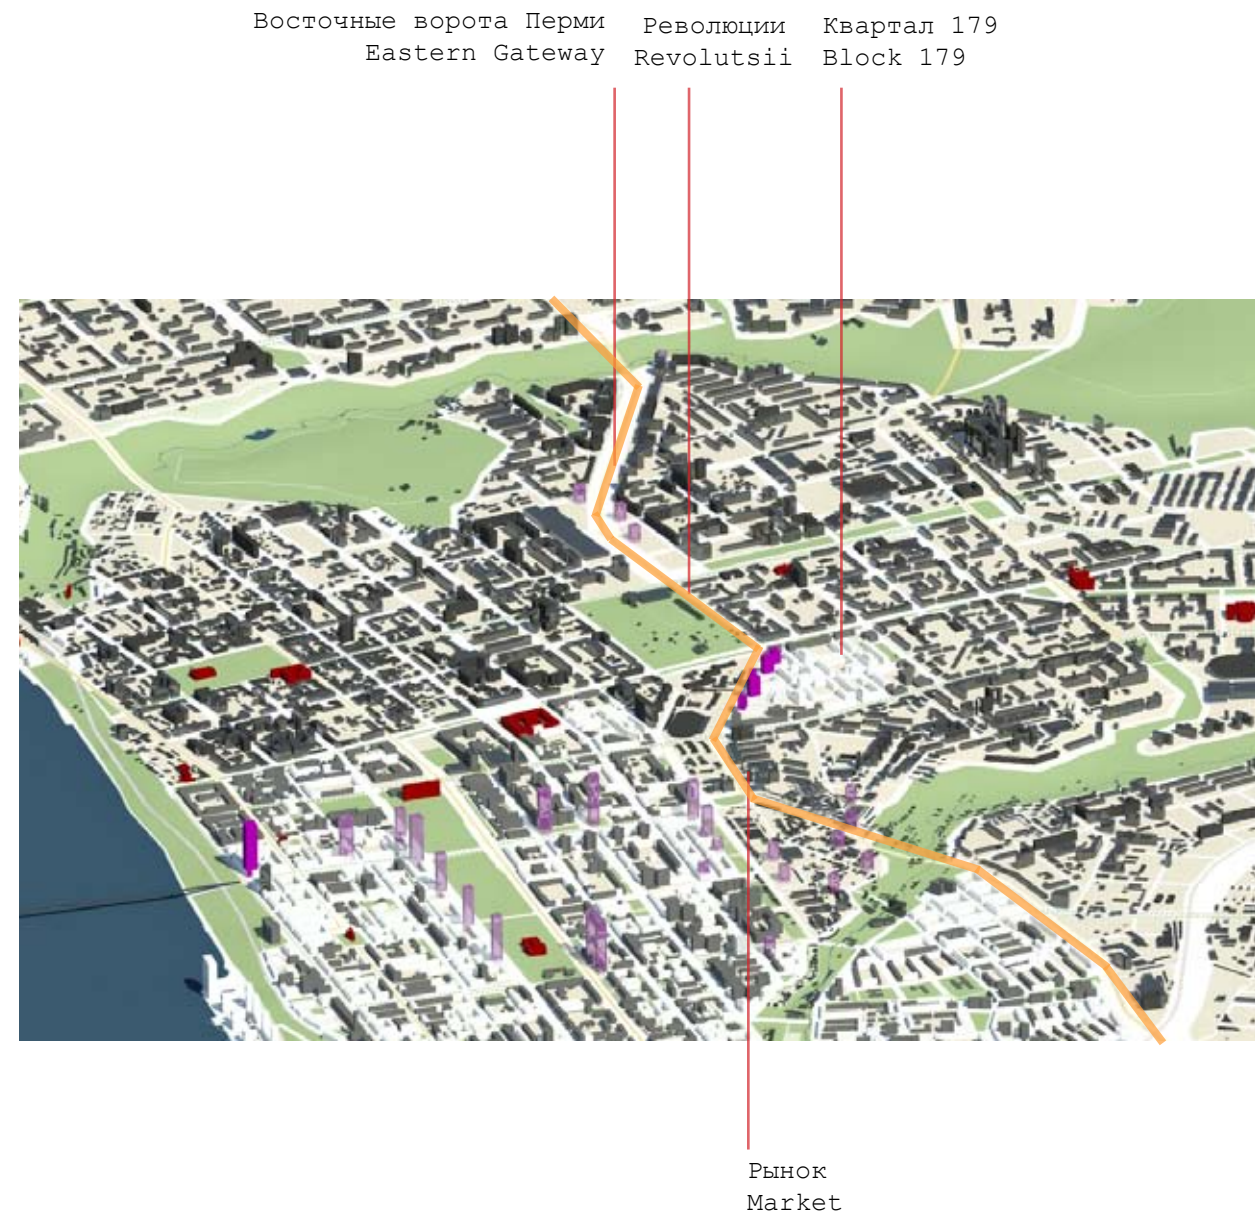 Восточные ворота Перми
Eastern Gateway
Революции
Revolutsii
Квартал 179
Block 179
Рынок
Market